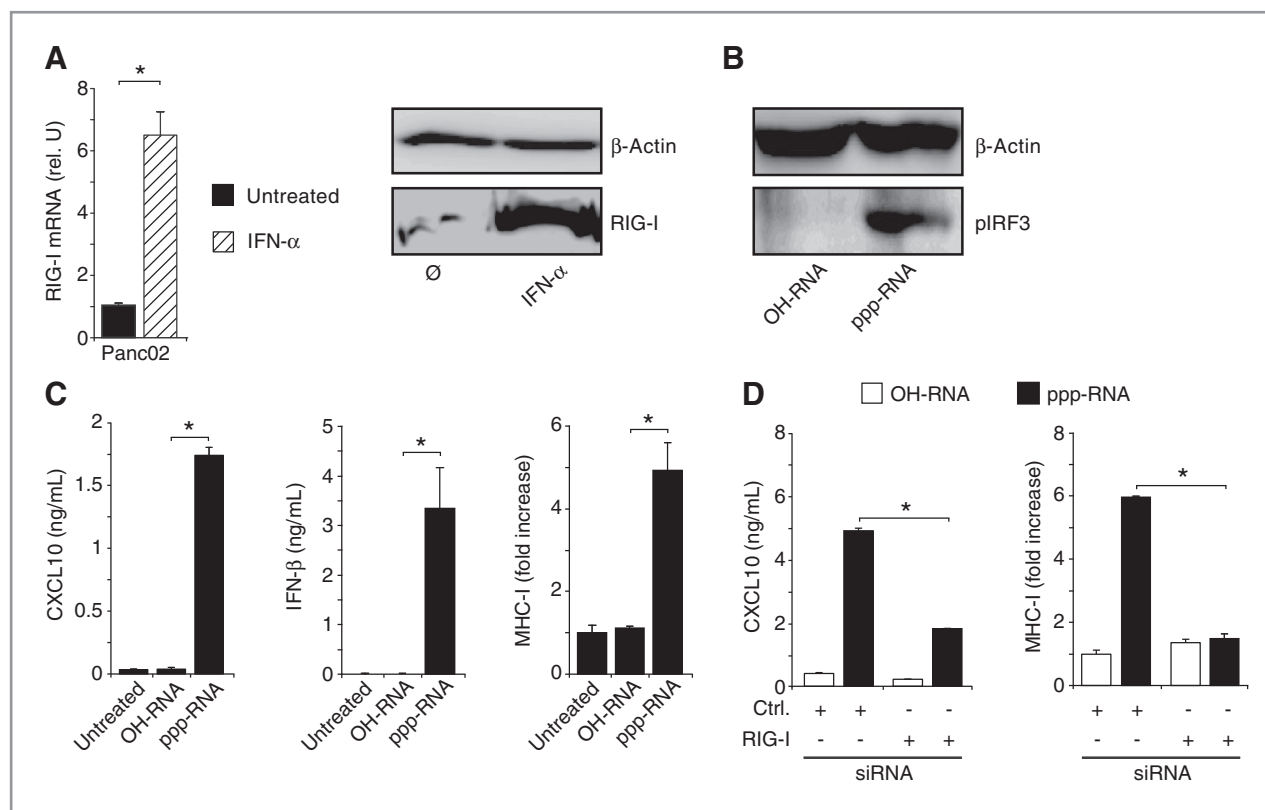 A
RIG-I mRNA (rel. U)
8
6
4
2
0
*
Panc02
Untreated
IFN-α
β-Actin
RIG-I
Ø
IFN-α
B
β-Actin
pIRF3
OH-RNA
ppp-RNA
C
CXCL10 (ng/mL)
2
1.5
1
0.5
0
*
Untreated
OH-RNA
ppp-RNA
IFN-β (ng/mL)
5
4
3
2
1
0
*
Untreated
OH-RNA
ppp-RNA
MHC-I (fold increase)
6
4
2
0
*
Untreated
OH-RNA
ppp-RNA
D
OH-RNA
ppp-RNA
CXCL10 (ng/mL)
8
6
4
2
0
*
Ctrl. + + - -
RIG-I - - + +
siRNA
MHC-I (fold increase)
8
6
4
2
0
*
+ + - -
- - + +
siRNA